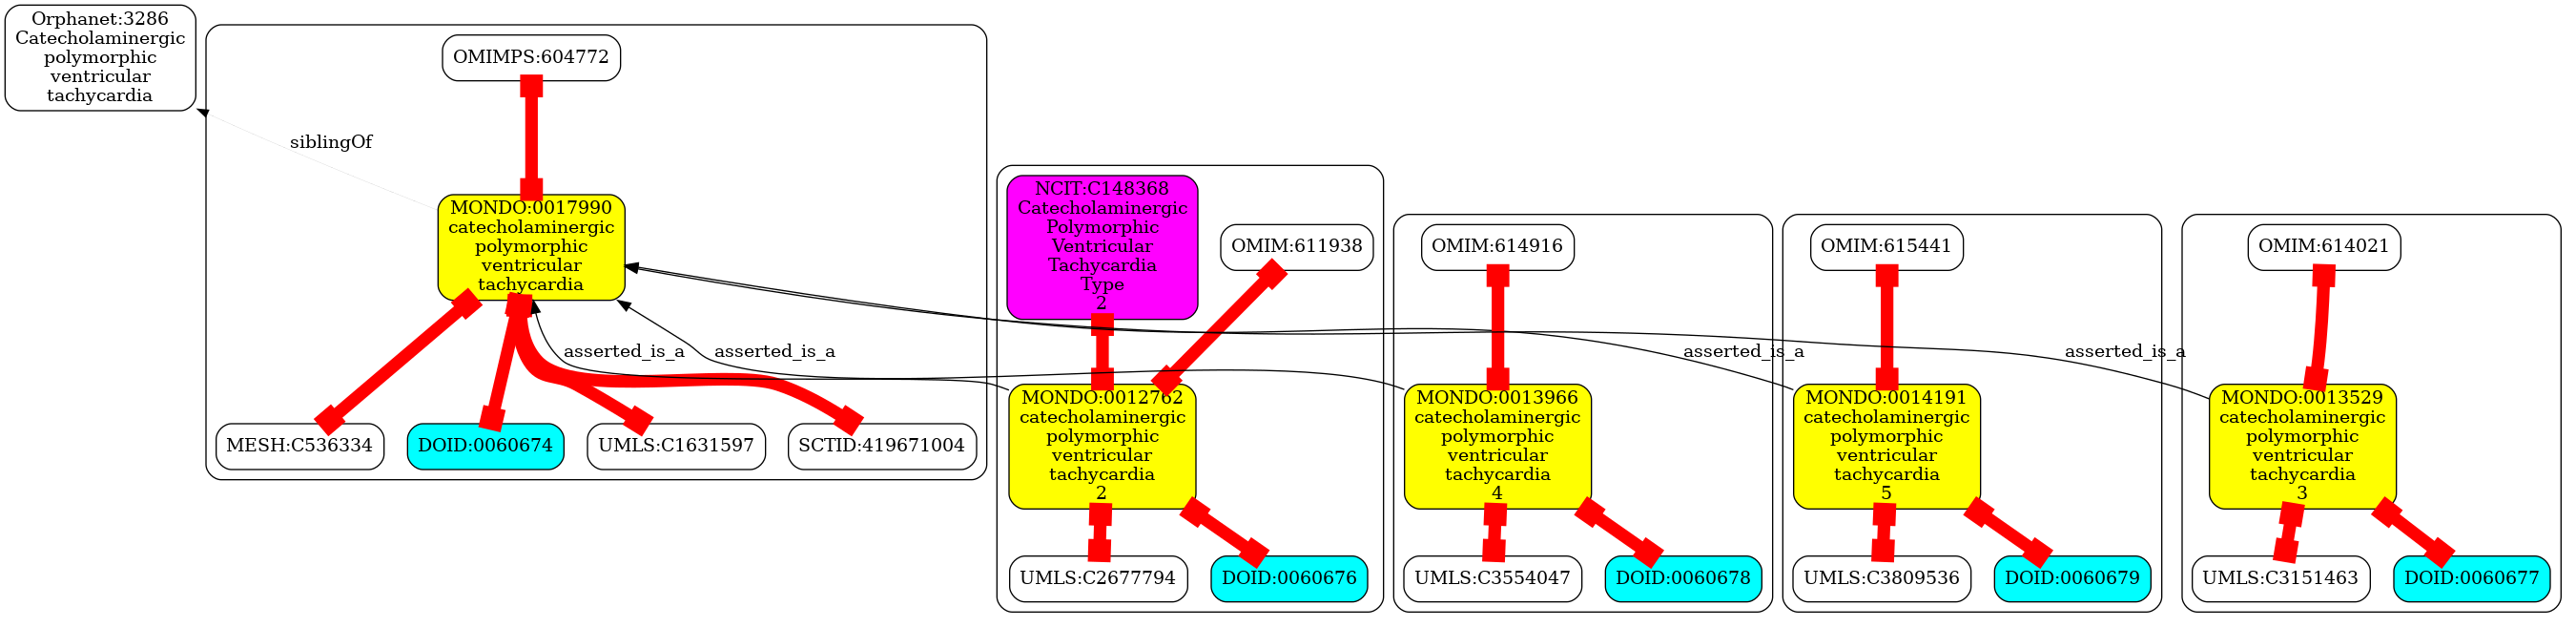 Orphanet:3286
Catecholaminergic
polymorphic
ventricular
tachycardia
OMIMPS:604772
siblingOf
MONDO:0017990
catecholaminergic
polymorphic
ventricular
tachycardia
MESH:C536334
DOID:0060674
UMLS:C1631597
SCTID:419671004
asserted_is_a
asserted_is_a
NCIT:C148368
Catecholaminergic
Polymorphic
Ventricular
Tachycardia
Type
2
OMIM:611938
MONDO:0012762
catecholaminergic
polymorphic
ventricular
tachycardia
2
UMLS:C2677794
DOID:0060676
OMIM:614916
MONDO:0013966
catecholaminergic
polymorphic
ventricular
tachycardia
4
UMLS:C3554047
DOID:0060678
OMIM:615441
asserted_is_a
MONDO:0014191
catecholaminergic
polymorphic
ventricular
tachycardia
5
UMLS:C3809536
DOID:0060679
OMIM:614021
asserted_is_a
MONDO:0013529
catecholaminergic
polymorphic
ventricular
tachycardia
3
UMLS:C3151463
DOID:0060677